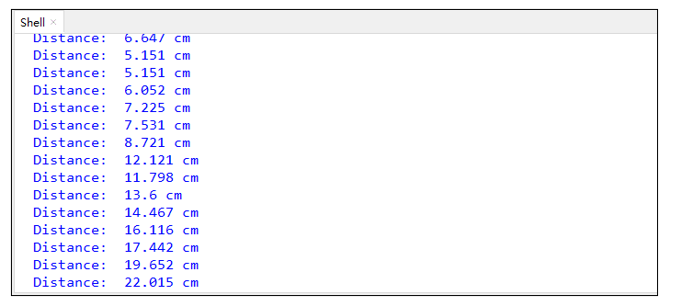 Shell ×
Distance: 6.647 cm
Distance: 5.151 cm
Distance: 5.151 cm
Distance: 6.052 cm
Distance: 7.225 cm
Distance: 7.531 cm
Distance: 8.721 cm
Distance: 12.121 cm
Distance: 11.798 cm
Distance: 13.6 cm
Distance: 14.467 cm
Distance: 16.116 cm
Distance: 17.442 cm
Distance: 19.652 cm
Distance: 22.015 cm